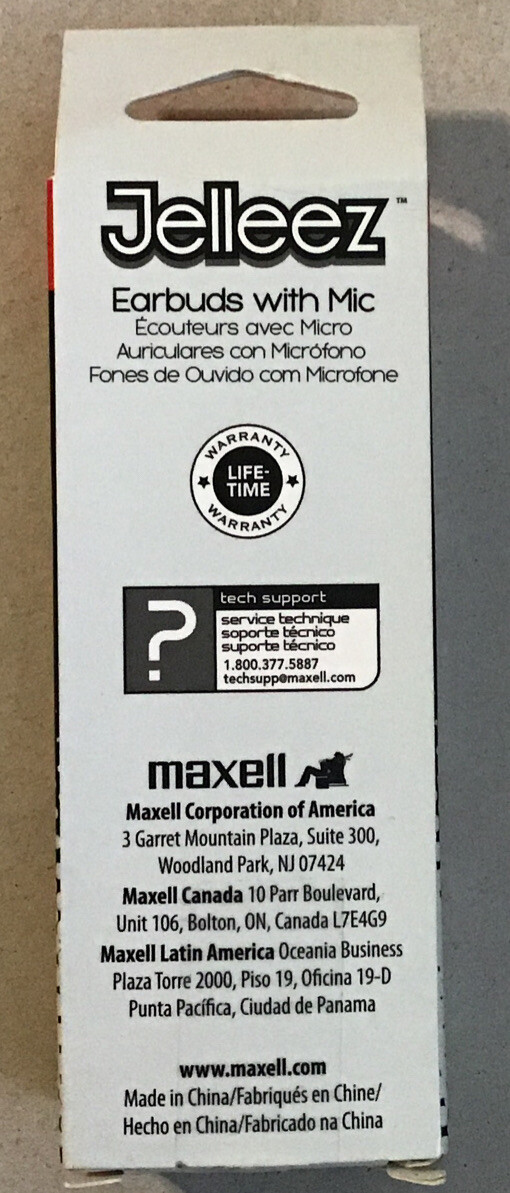 Jelleez™
Earbuds with Mic
Écouteurs avec Micro
Auriculares con Micrófono
Fones de Ouvido com Microfone
WARRANTY
LIFE-
TIME
WARRANTY
?
tech support
service technique
soporte técnico
suporte técnico
1.800.377.5887
techsupp@maxell.com
maxell
Maxell Corporation of America
3 Garret Mountain Plaza, Suite 300,
Woodland Park, NJ 07424
Maxell Canada 10 Parr Boulevard,
Unit 106, Bolton, ON, Canada L7E4G9
Maxell Latin America Oceania Business
Plaza Torre 2000, Piso 19, Oficina 19-D
Punta Pacífica, Ciudad de Panama
www.maxell.com
Made in China/Fabriqués en Chine/
Hecho en China/Fabricado na China